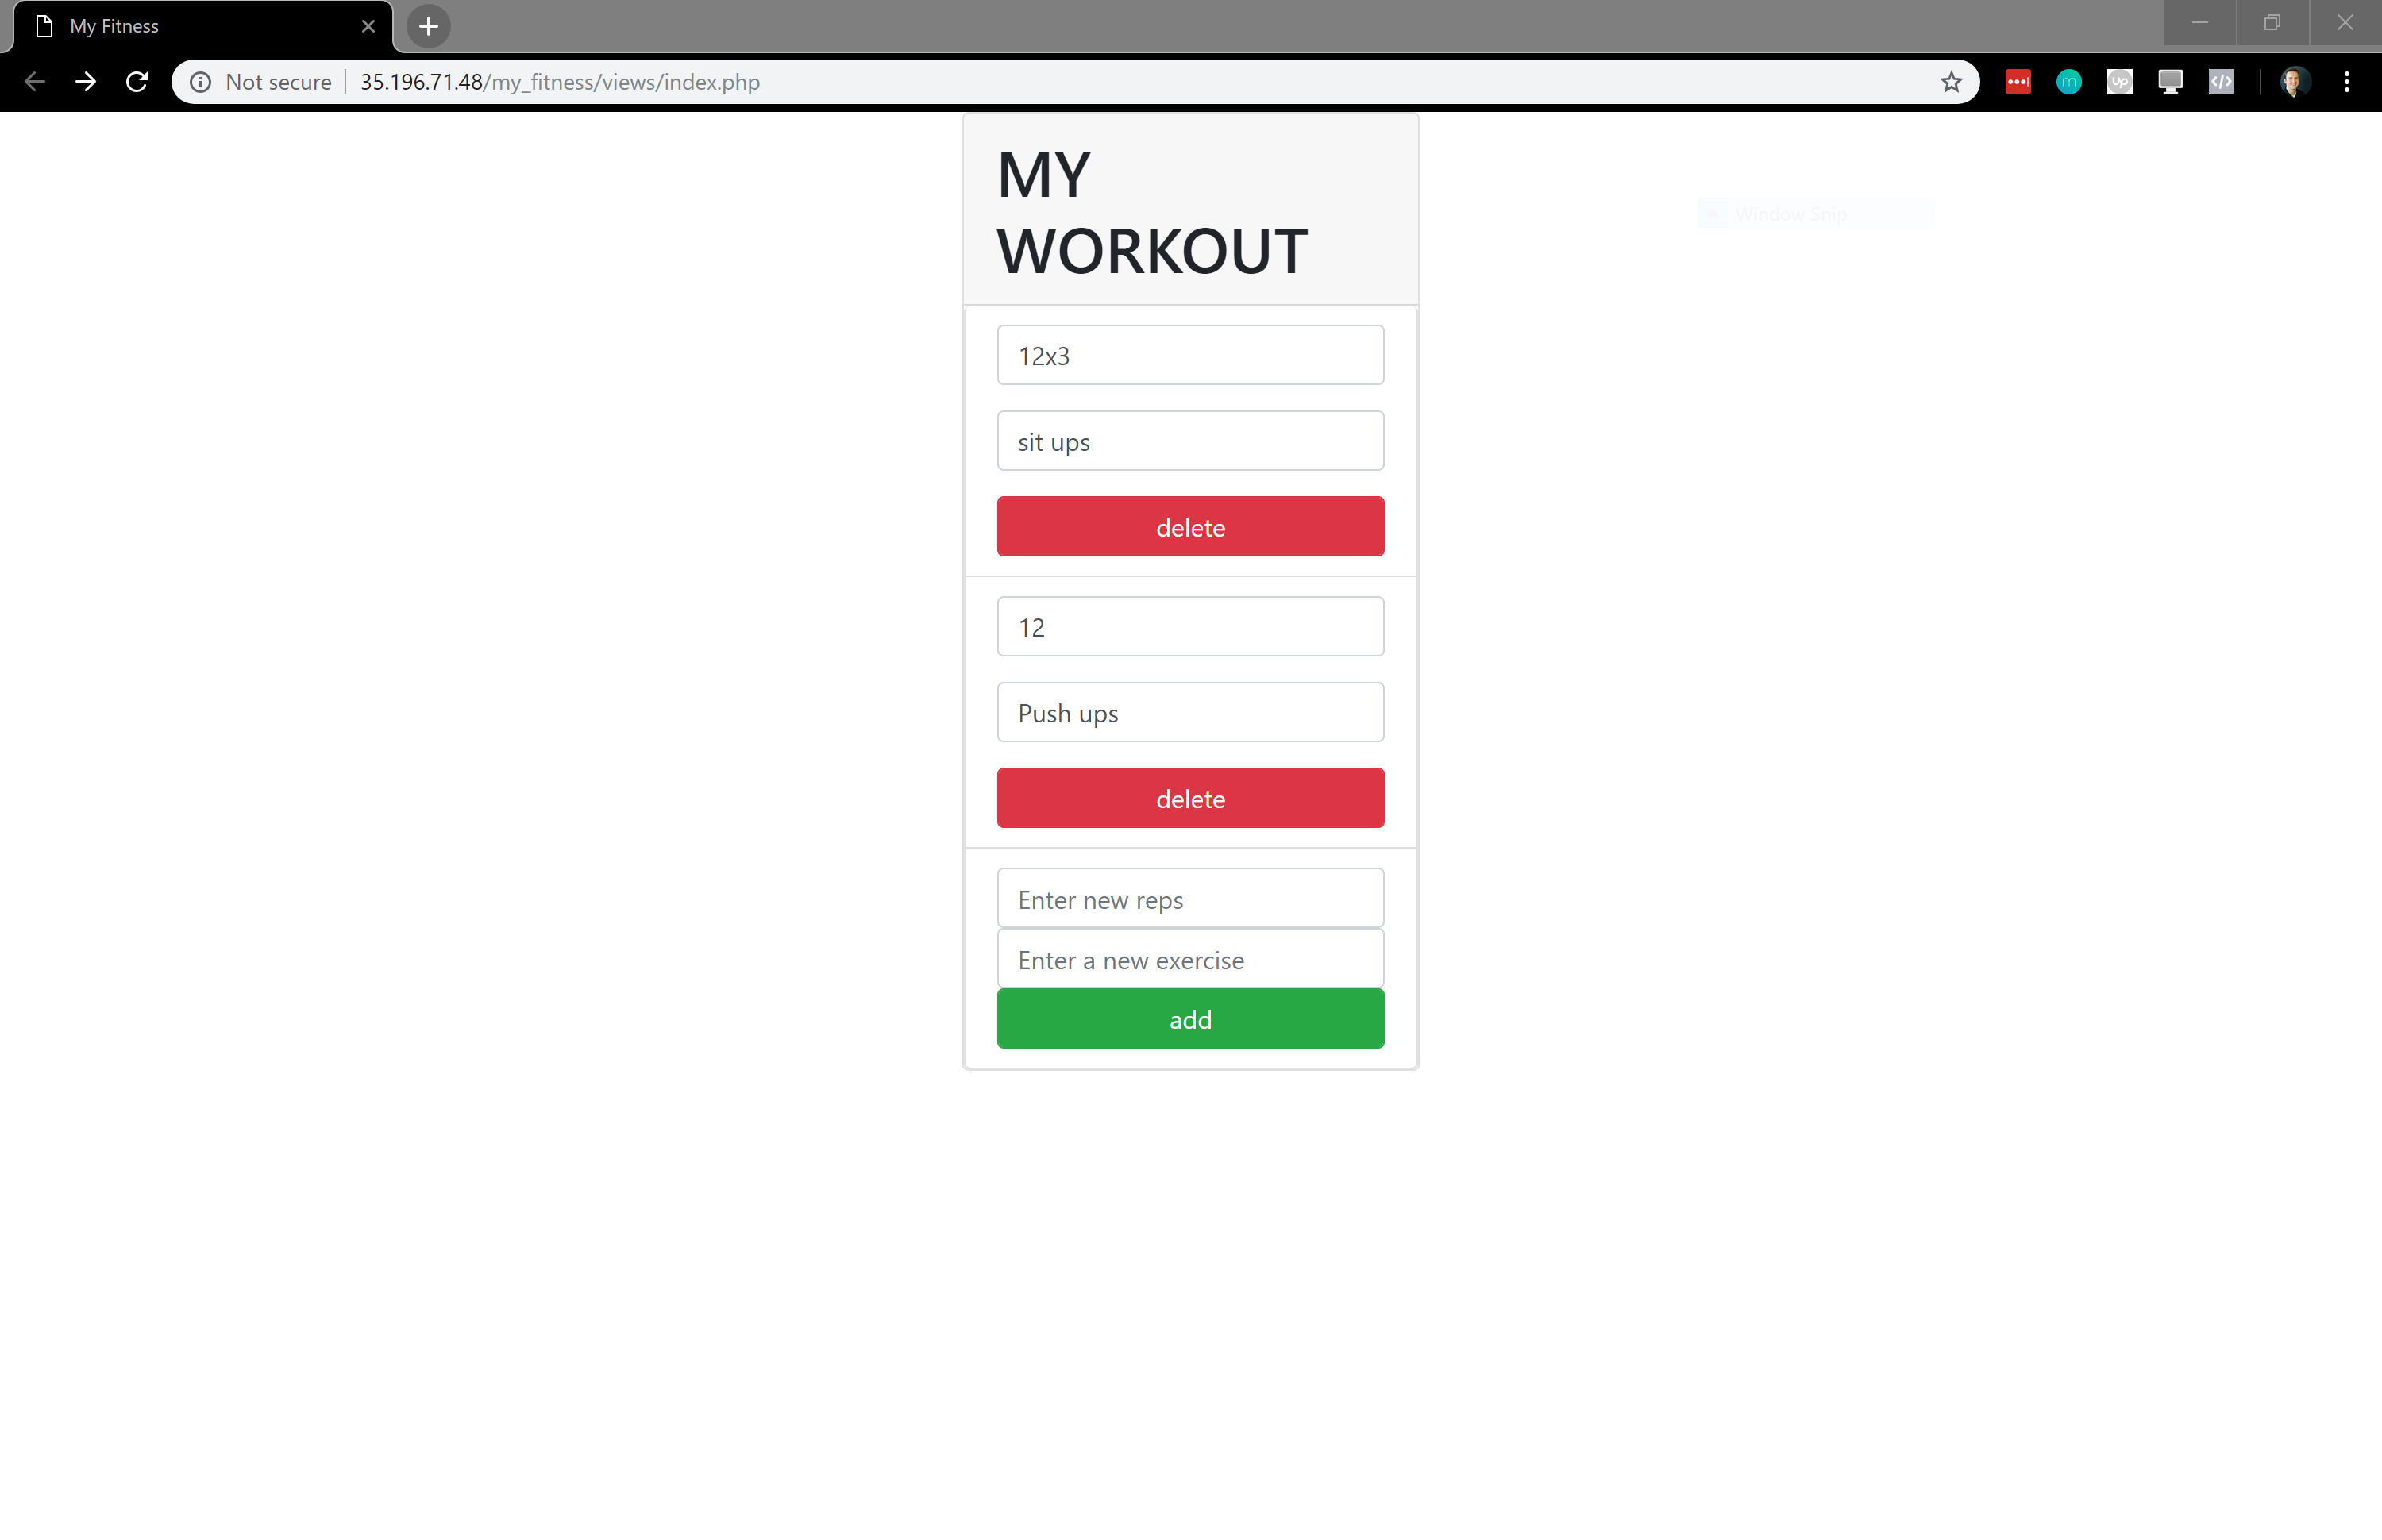 My Fitness
Not secure 35.196.71.48/my_fitness/views/index.php
m
Up
</>
Window Snip
MY
WORKOUT
12x3
sit ups
delete
12
Push ups
delete
Enter new reps
Enter a new exercise
add